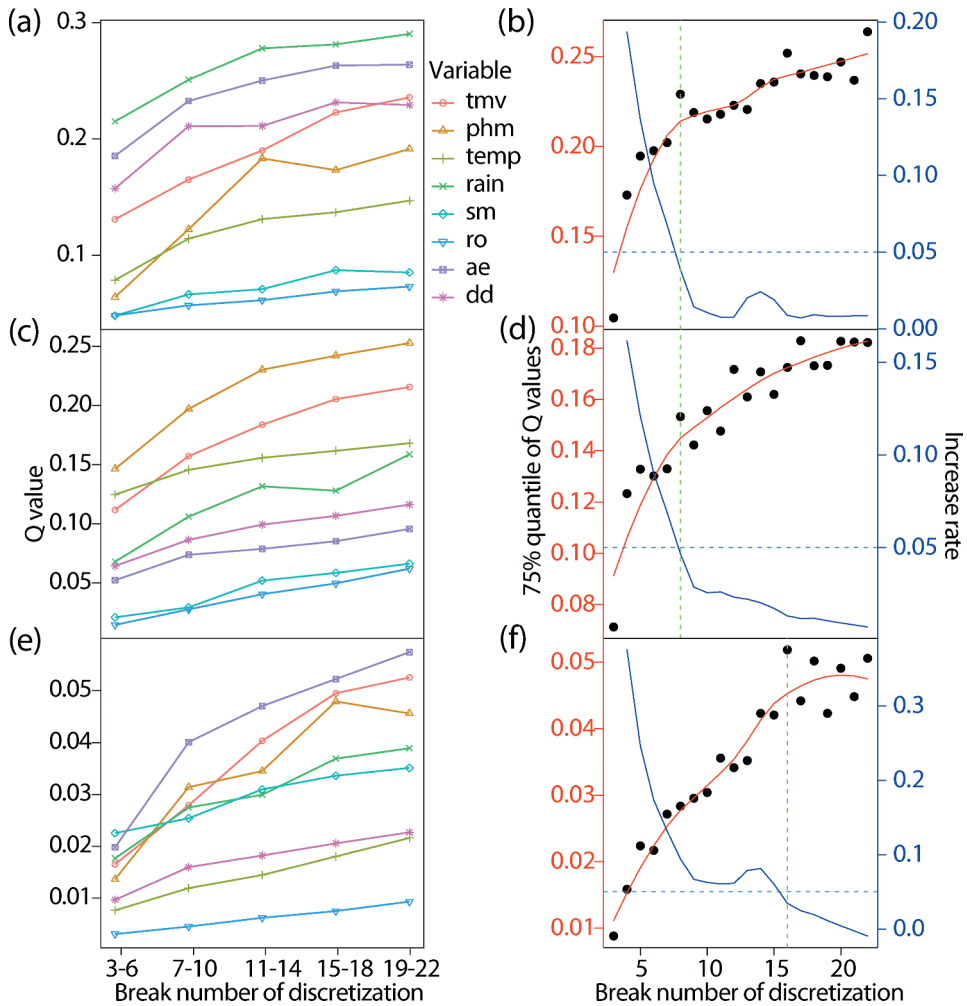 (a)
0.3
0.2
0.1
Variable
tmv
phm
temp
rain
sm
ro
ae
dd
(b)
0.25
0.20
0.15
0.10
0.20
0.15
0.10
0.05
0.00
(c)
0.25
0.20
0.15
0.10
0.05
Q value
(d)
0.18
0.16
0.14
0.12
0.10
0.08
75% quantile of Q values
0.15
0.10
0.05
Increase rate
(e)
0.05
0.04
0.03
0.02
0.01
3-6 7-10 11-14 15-18 19-22
Break number of discretization
(f)
0.05
0.04
0.03
0.02
0.01
0.3
0.2
0.1
0.0
5 10 15 20
Break number of discretization